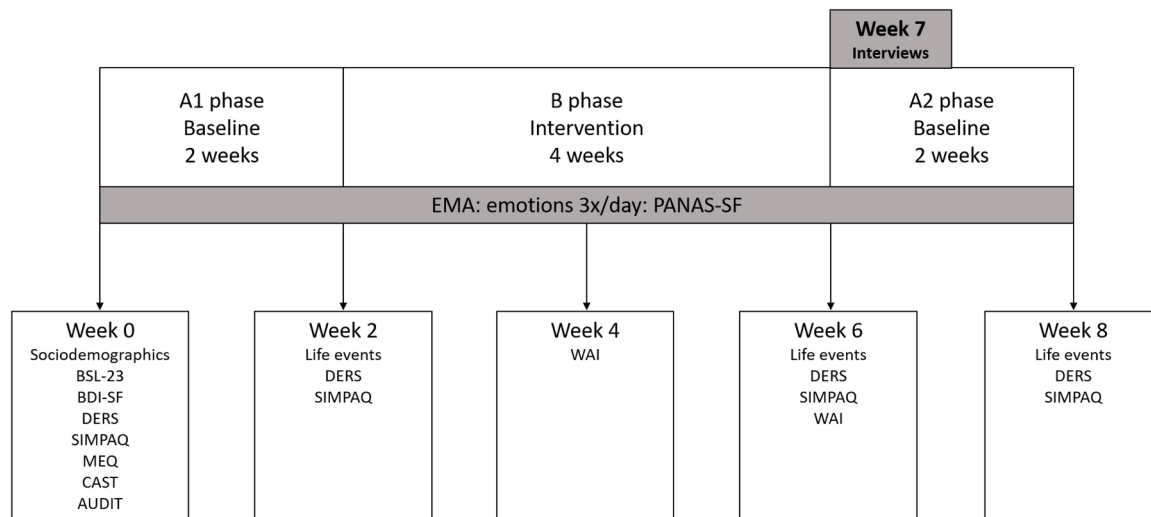 Week 7
Interviews
A1 phase
Baseline
2 weeks
B phase
Intervention
4 weeks
A2 phase
Baseline
2 weeks
EMA: emotions 3x/day: PANAS-SF
Week 0
Sociodemographics
BSL-23
BDI-SF
DERS
SIMPAQ
MEQ
CAST
AUDIT
Week 2
Life events
DERS
SIMPAQ
Week 4
WAI
Week 6
Life events
DERS
SIMPAQ
WAI
Week 8
Life events
DERS
SIMPAQ